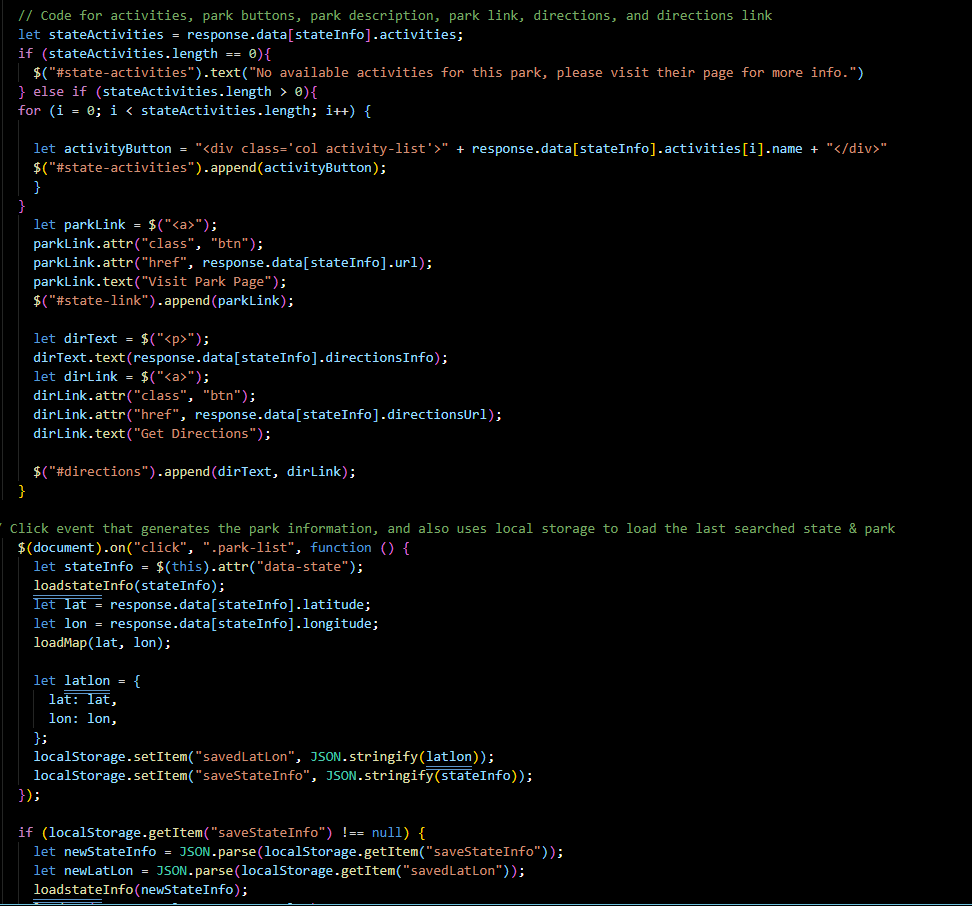 // Code for activities, park buttons, park description, park link, directions, and directions link
let stateActivities = response.data[stateInfo].activities;
if (stateActivities.length == 0){
$("#state-activities").text("No available activities for this park, please visit their page for more info.")
} else if (stateActivities.length > 0){
for (i = 0; i < stateActivities.length; i++) {
let activityButton = "<div class='col activity-list'>" + response.data[stateInfo].activities[i].name + "</div>"
$("#state-activities").append(activityButton);
}
}
let parkLink = $("<a>");
parkLink.attr("class", "btn");
parkLink.attr("href", response.data[stateInfo].url);
parkLink.text("Visit Park Page");
$("#state-link").append(parkLink);
let dirText = $("<p>");
dirText.text(response.data[stateInfo].directionsInfo);
let dirLink = $("<a>");
dirLink.attr("class", "btn");
dirLink.attr("href", response.data[stateInfo].directionsUrl);
dirLink.text("Get Directions");
$("#directions").append(dirText, dirLink);
}
/ Click event that generates the park information, and also uses local storage to load the last searched state & park
$(document).on("click", ".park-list", function () {
let stateInfo = $(this).attr("data-state");
loadstateInfo(stateInfo);
let lat = response.data[stateInfo].latitude;
let lon = response.data[stateInfo].longitude;
loadMap(lat, lon);
let latlon = {
lat: lat,
lon: lon,
};
localStorage.setItem("savedLatLon", JSON.stringify(latlon));
localStorage.setItem("saveStateInfo", JSON.stringify(stateInfo));
});
if (localStorage.getItem("saveStateInfo") !== null) {
let newStateInfo = JSON.parse(localStorage.getItem("saveStateInfo"));
let newLatLon = JSON.parse(localStorage.getItem("savedLatLon"));
loadstateInfo(newStateInfo);